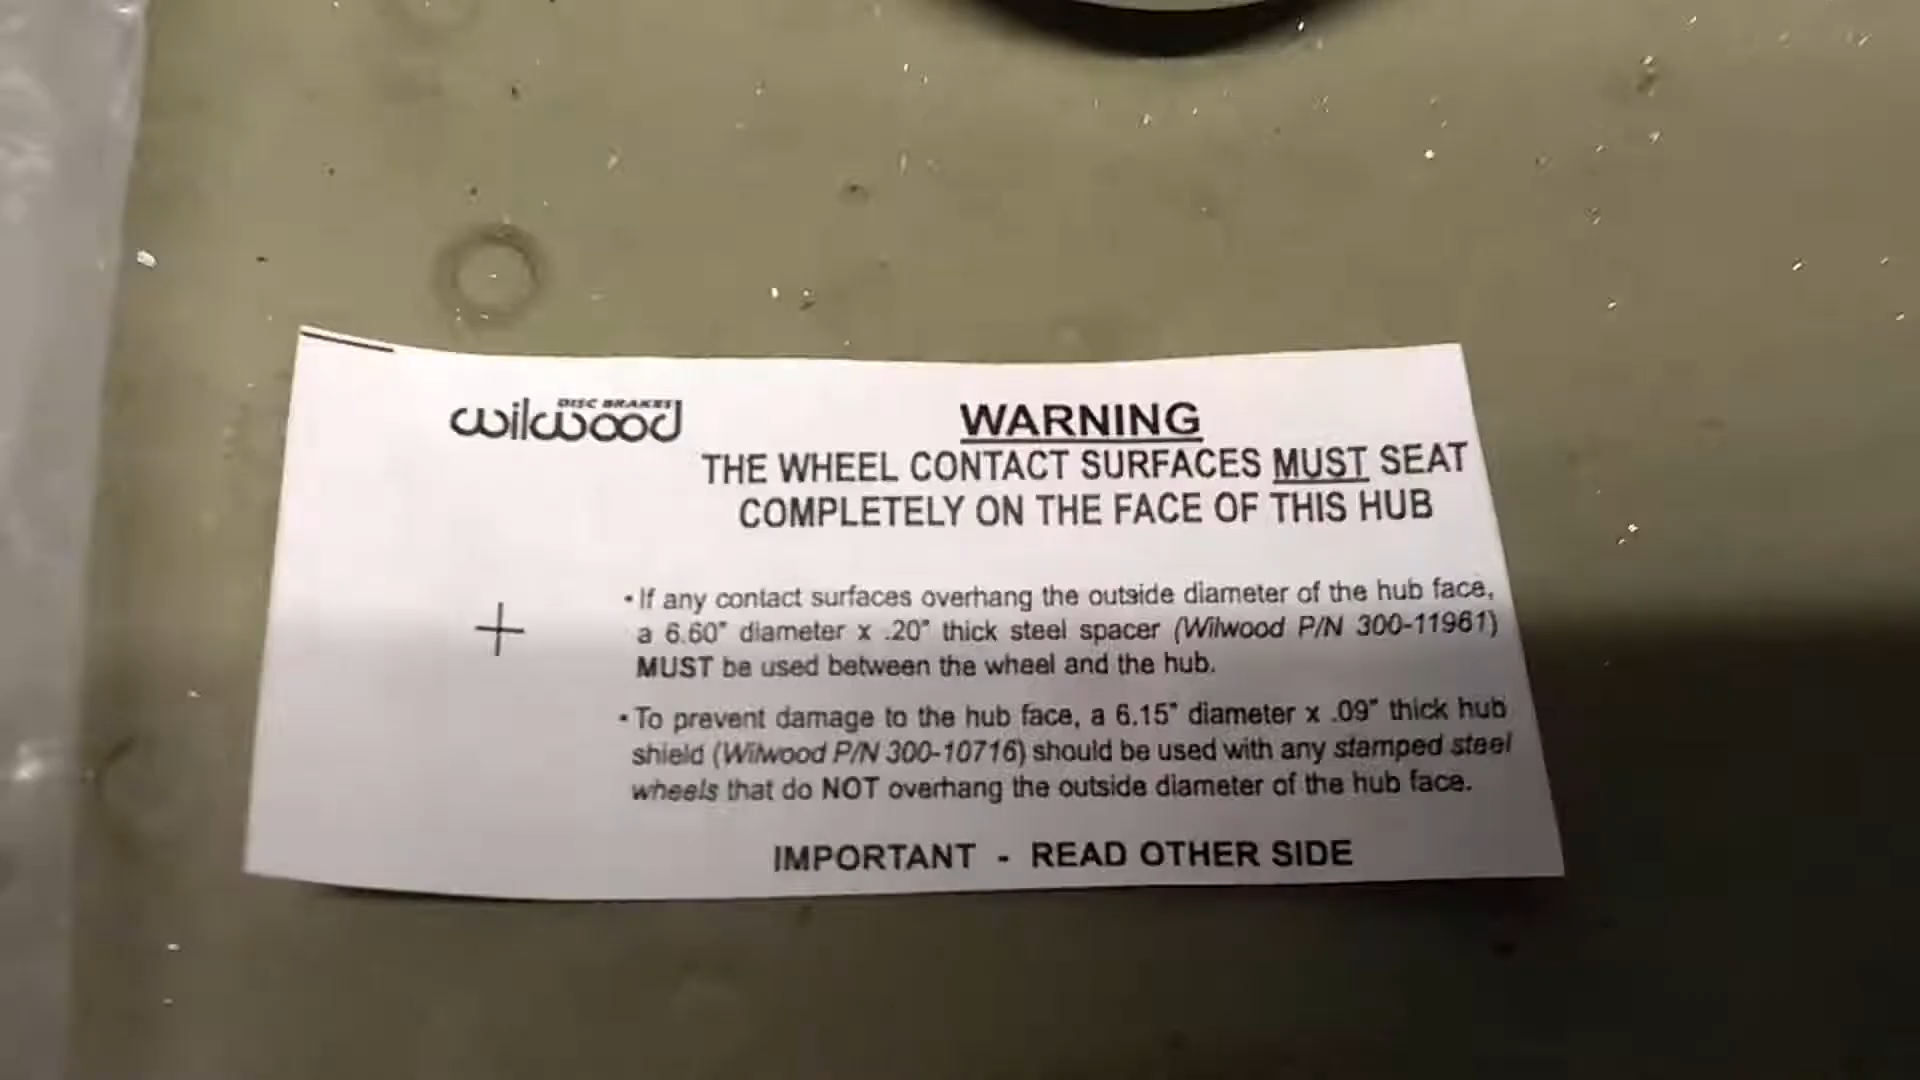 DISC BRAKES
wilwood
WARNING
THE WHEEL CONTACT SURFACES MUST SEAT
COMPLETELY ON THE FACE OF THIS HUB
• If any contact surfaces overhang the outside diameter of the hub face,
a 6.60" diameter x .20" thick steel spacer (Wilwood P/N 300-11961)
MUST be used between the wheel and the hub.
• To prevent damage to the hub face, a 6.15" diameter x .09" thick hub
shield (Wilwood P/N 300-10716) should be used with any stamped steel
wheels that do NOT overhang the outside diameter of the hub face.
IMPORTANT - READ OTHER SIDE